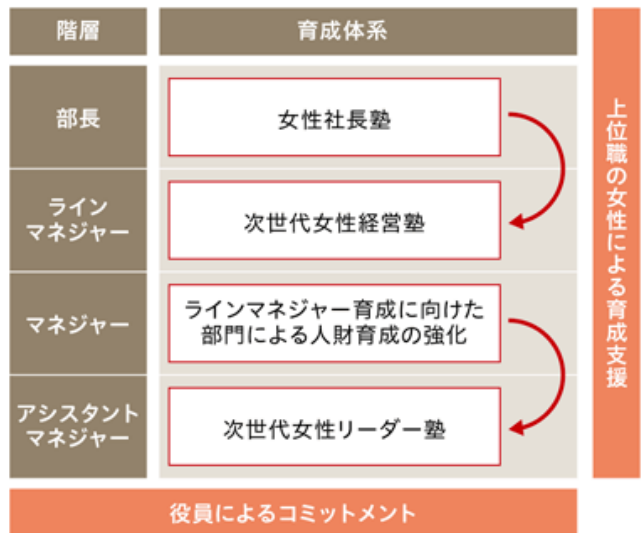 階層
育成体系
部長
女性社長塾
ライン
マネジャー
次世代女性経営塾
マネジャー
ラインマネジャー育成に向けた
部門による人財育成の強化
アシスタント
マネジャー
次世代女性リーダー塾
上位職の女性による育成支援
役員によるコミットメント